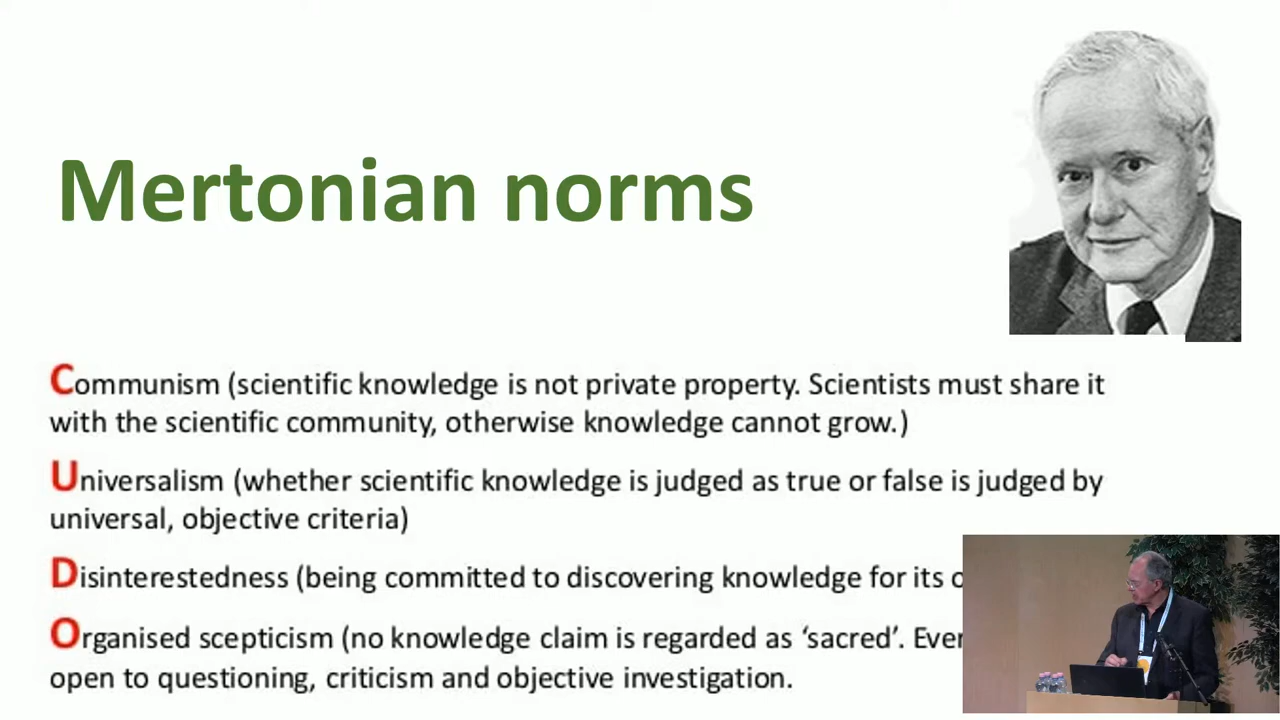 Mertonian norms
Communism (scientific knowledge is not private property. Scientists must share it
with the scientific community, otherwise knowledge cannot grow.)
Universalism (whether scientific knowledge is judged as true or false is judged by
universal, objective criteria)
Disinterestedness (being committed to discovering knowledge for its
Organised scepticism (no knowledge claim is regarded as ‘sacred’.
open to questioning, criticism and objective investigation.